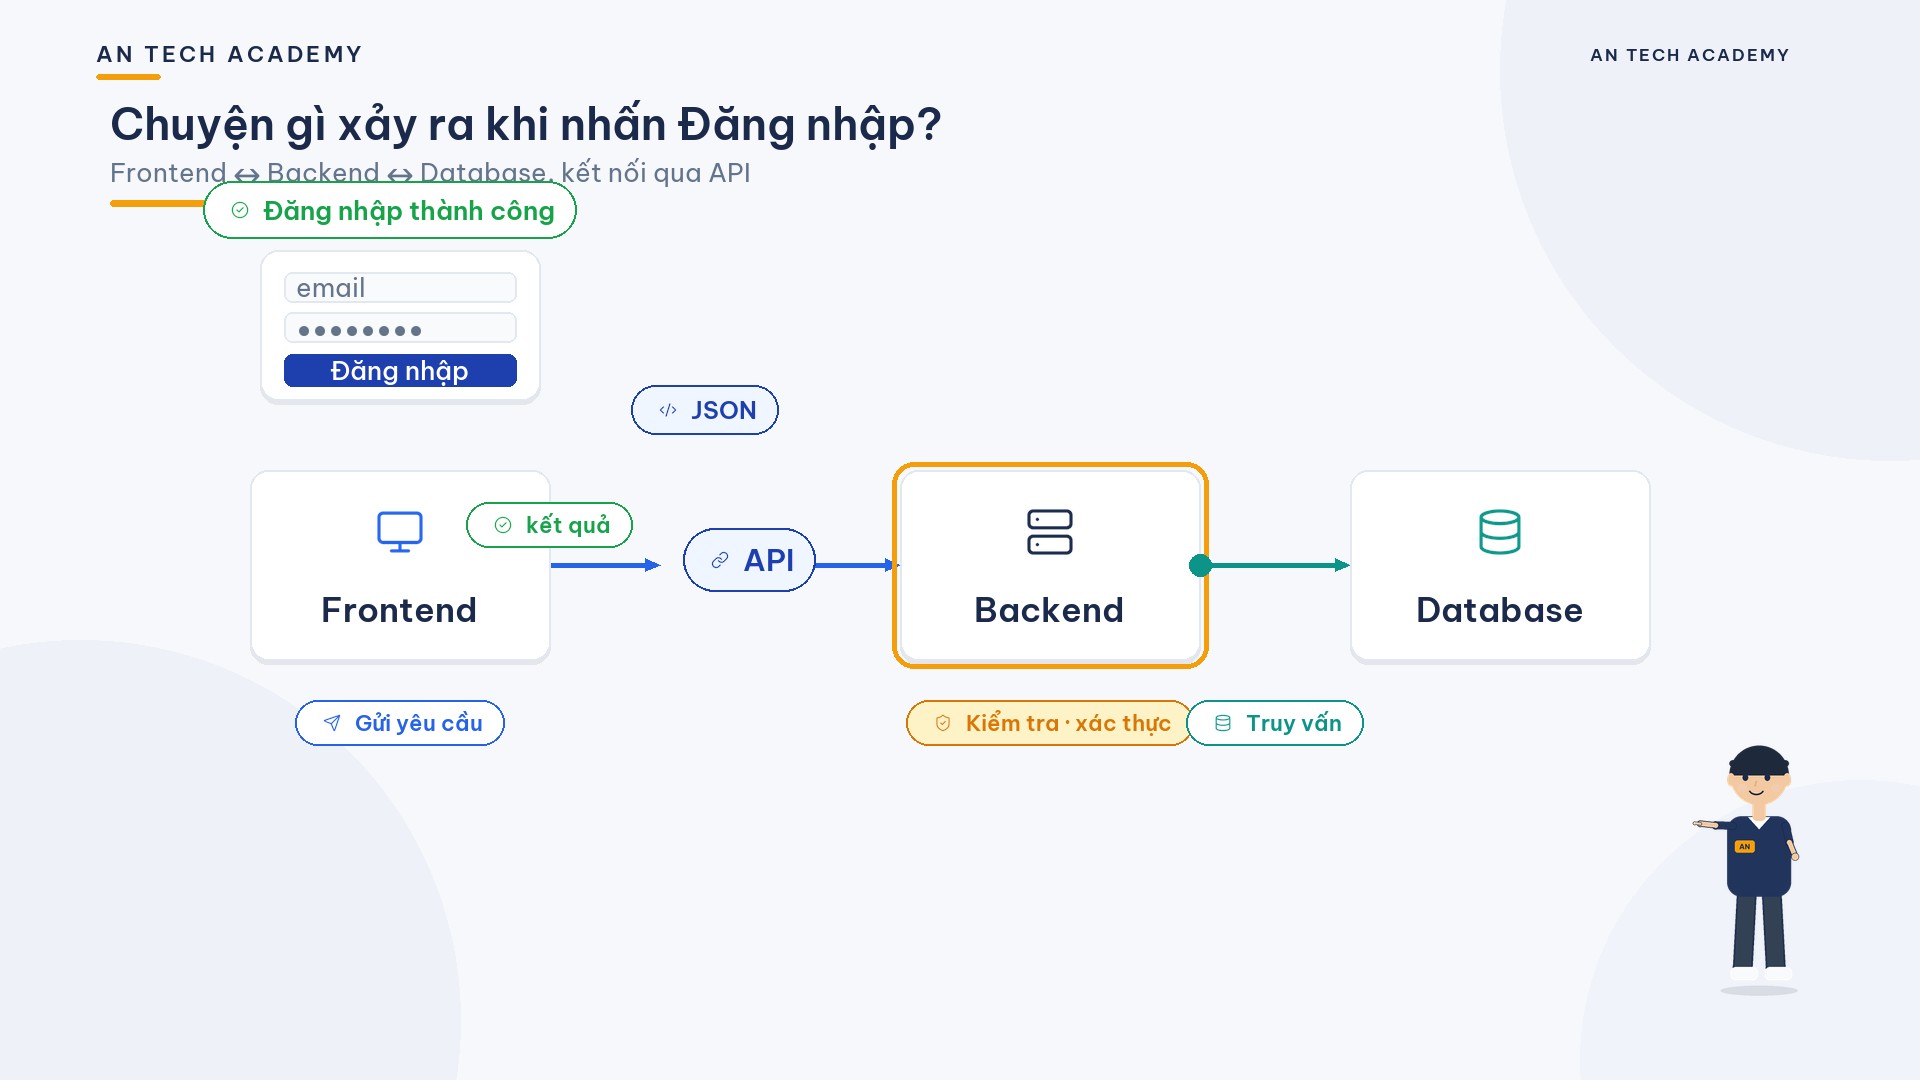 AN TECH ACADEMY
AN TECH ACADEMY
Chuyện gì xảy ra khi nhấn Đăng nhập?
Frontend ↔ Backend ↔ Database, kết nối qua API
Đăng nhập thành công
email
Đăng nhập
JSON
kết quả
API
Frontend
Backend
Database
Gửi yêu cầu
Kiểm tra · xác thực
Truy vấn
AN